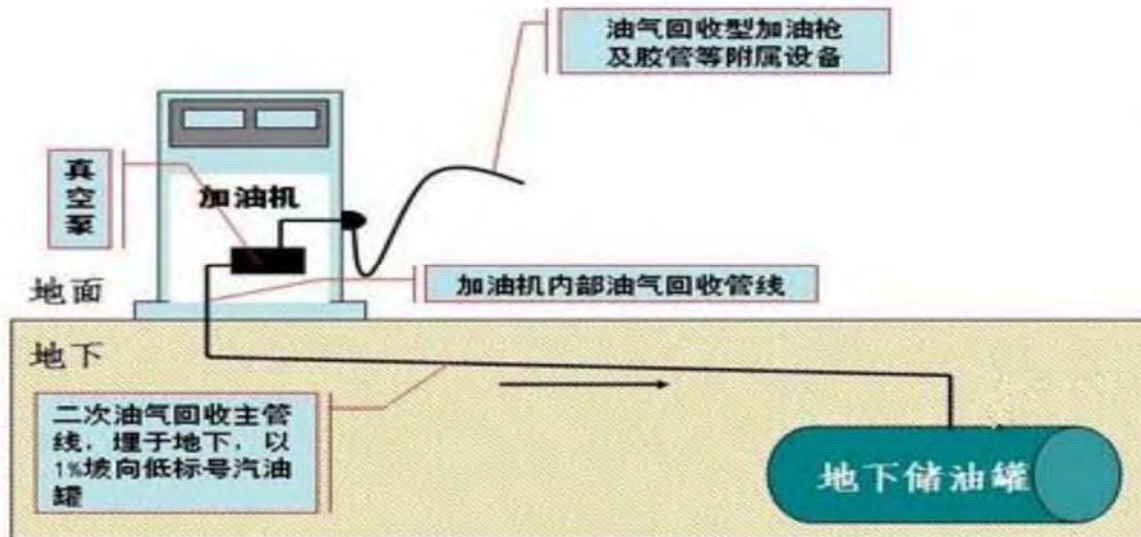 油气回收型加油枪
及胶管等附属设备
真
空
泵
加油机
加油机内部油气回收管线
地面
地下
二次油气回收主管
线，埋于地下，以
1%坡向低标号汽油
罐
地下储油罐